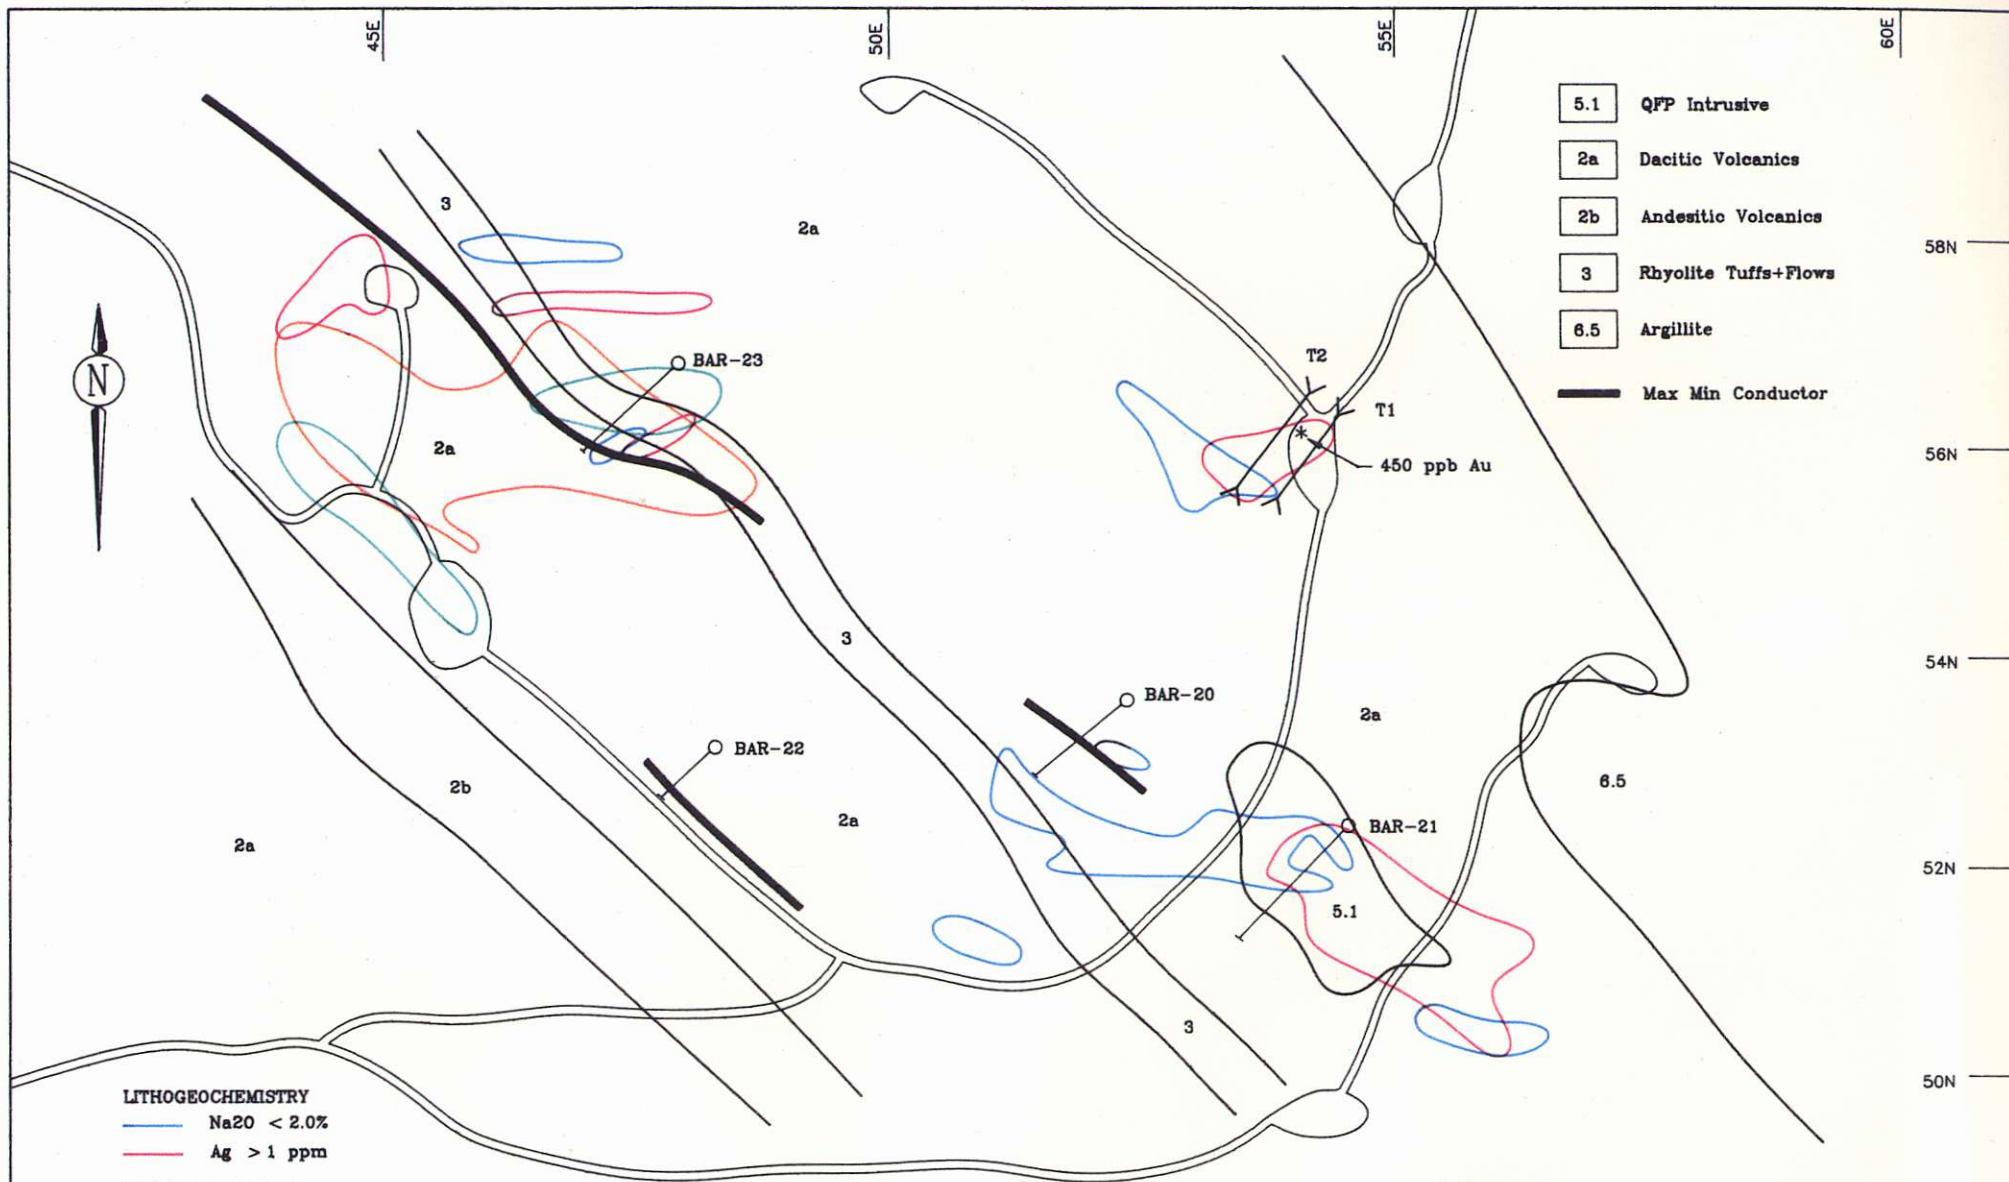 45E
50E
55E
60E
5.1 QFP Intrusive
2a Dacitic Volcanics
2b Andesitic Volcanics
3 Rhyolite Tuffs+Flows
6.5 Argillite
Max Min Conductor
3
2a
58N
N
BAR-23
T2
T1
2a
56N
450 ppb Au
3
54N
BAR-20
2a
BAR-22
2b
6.5
2a
2a
BAR-21
52N
5.1
3
50N
LITHOGEOCHEMISTRY
Na2O < 2.0%
Ag > 1 ppm